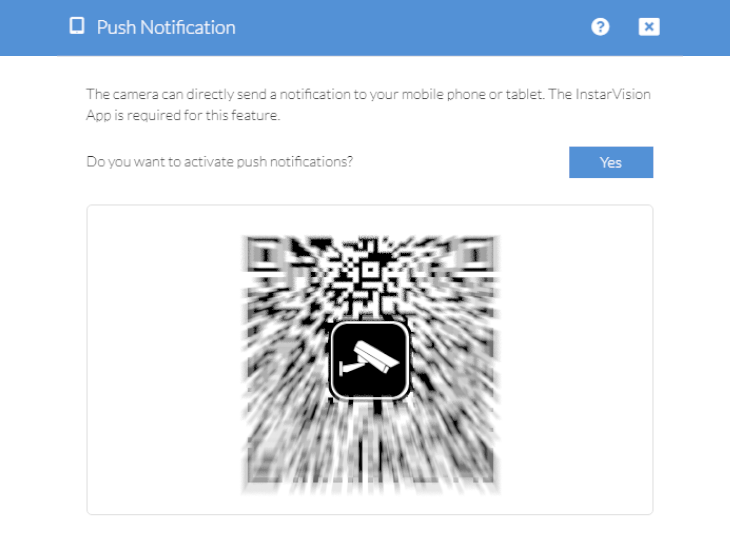 Push Notification
?
The camera can directly send a notification to your mobile phone or tablet. The InstarVision
App is required for this feature.
Do you want to activate push notifications?
Yes